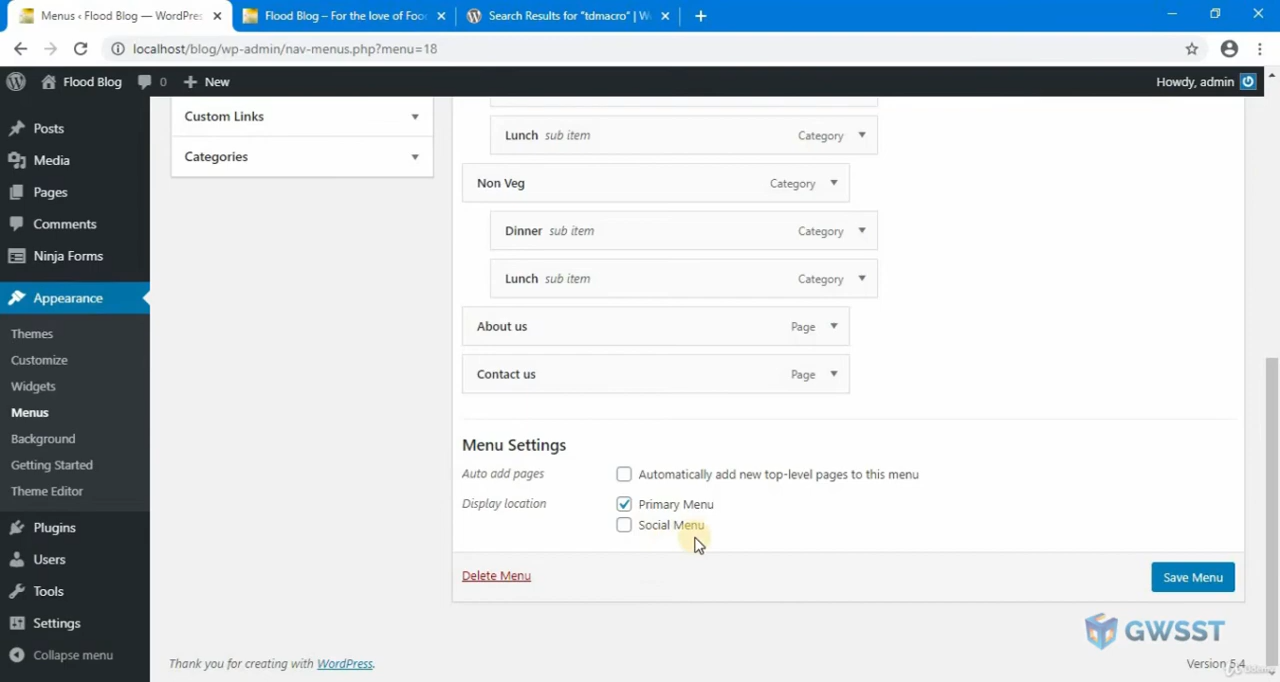 Menus ‹ Flood Blog — WordPres
Flood Blog – For the love of Foo
Search Results for "tdmacro" | W
localhost/blog/wp-admin/nav-menus.php?menu=18
Flood Blog
0
New
Howdy, admin
Posts
Media
Pages
Comments
Ninja Forms
Appearance
Themes
Customize
Widgets
Menus
Background
Getting Started
Theme Editor
Plugins
Users
Tools
Settings
Collapse menu
Custom Links
Categories
Lunch sub item Category
Non Veg Category
Dinner sub item Category
Lunch sub item Category
About us Page
Contact us Page
Menu Settings
Auto add pages
Automatically add new top-level pages to this menu
Display location
Primary Menu
Social Menu
Delete Menu
Save Menu
GWSST
Thank you for creating with WordPress.
Version 5.4